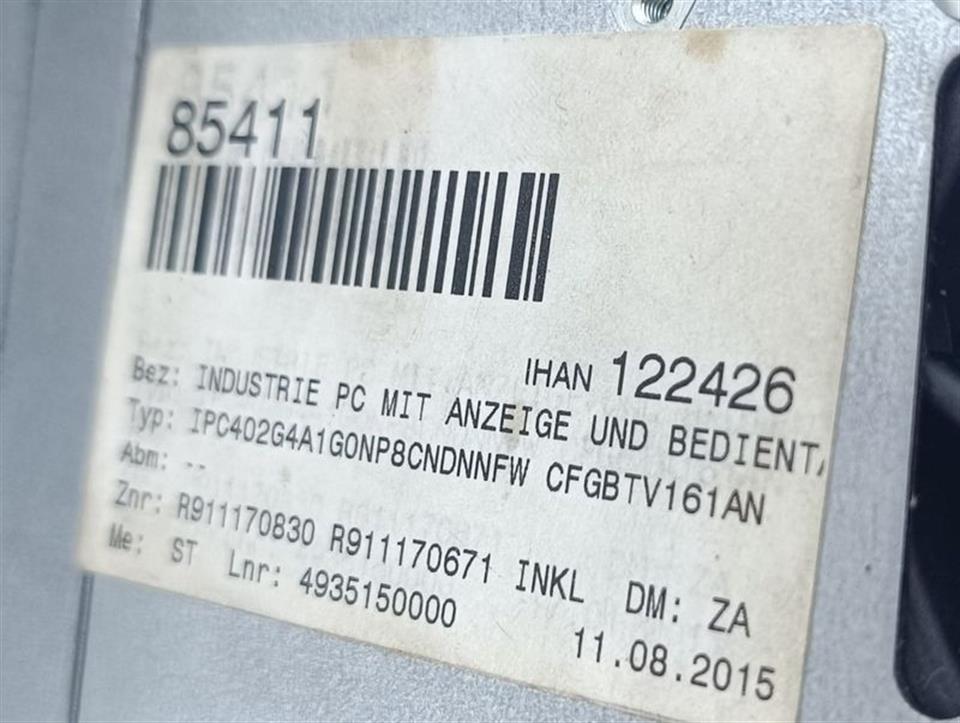 85411
IHAN 122426
Bez: INDUSTRIE PC MIT ANZEIGE UND BEDIENT
Typ: IPC402G4A1G0NP8CNDNNFW CFGBTV161AN
Abm: --
Znr: R911170830 R911170671 INKL DM: ZA
Me: ST Lnr: 4935150000 11.08.2015